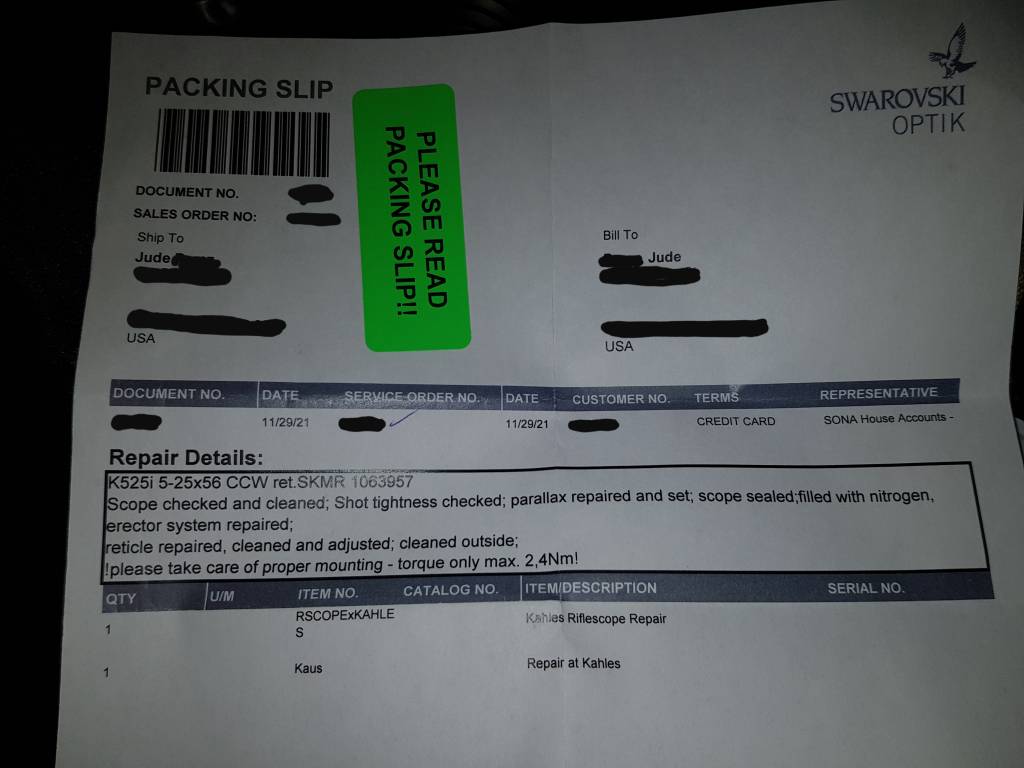 PACKING SLIP
SWAROVSKI
OPTIK
PLEASE READ
PACKING SLIP!!
DOCUMENT NO.
SALES ORDER NO:
Ship To
Jude
USA
Bill To
Jude
USA
DOCUMENT NO. DATE SERVICE ORDER NO. DATE CUSTOMER NO. TERMS REPRESENTATIVE
11/29/21 11/29/21 CREDIT CARD SONA House Accounts -
Repair Details:
K525i 5-25x56 CCW ret.SKMR 1063957
Scope checked and cleaned; Shot tightness checked; parallax repaired and set; scope sealed;filled with nitrogen,
erector system repaired;
reticle repaired, cleaned and adjusted; cleaned outside;
!please take care of proper mounting - torque only max. 2,4Nm!
QTY U/M ITEM NO. CATALOG NO. ITEM/DESCRIPTION SERIAL NO.
1 RSCOPExKAHLE Kahles Riflescope Repair
S
1 Kaus Repair at Kahles